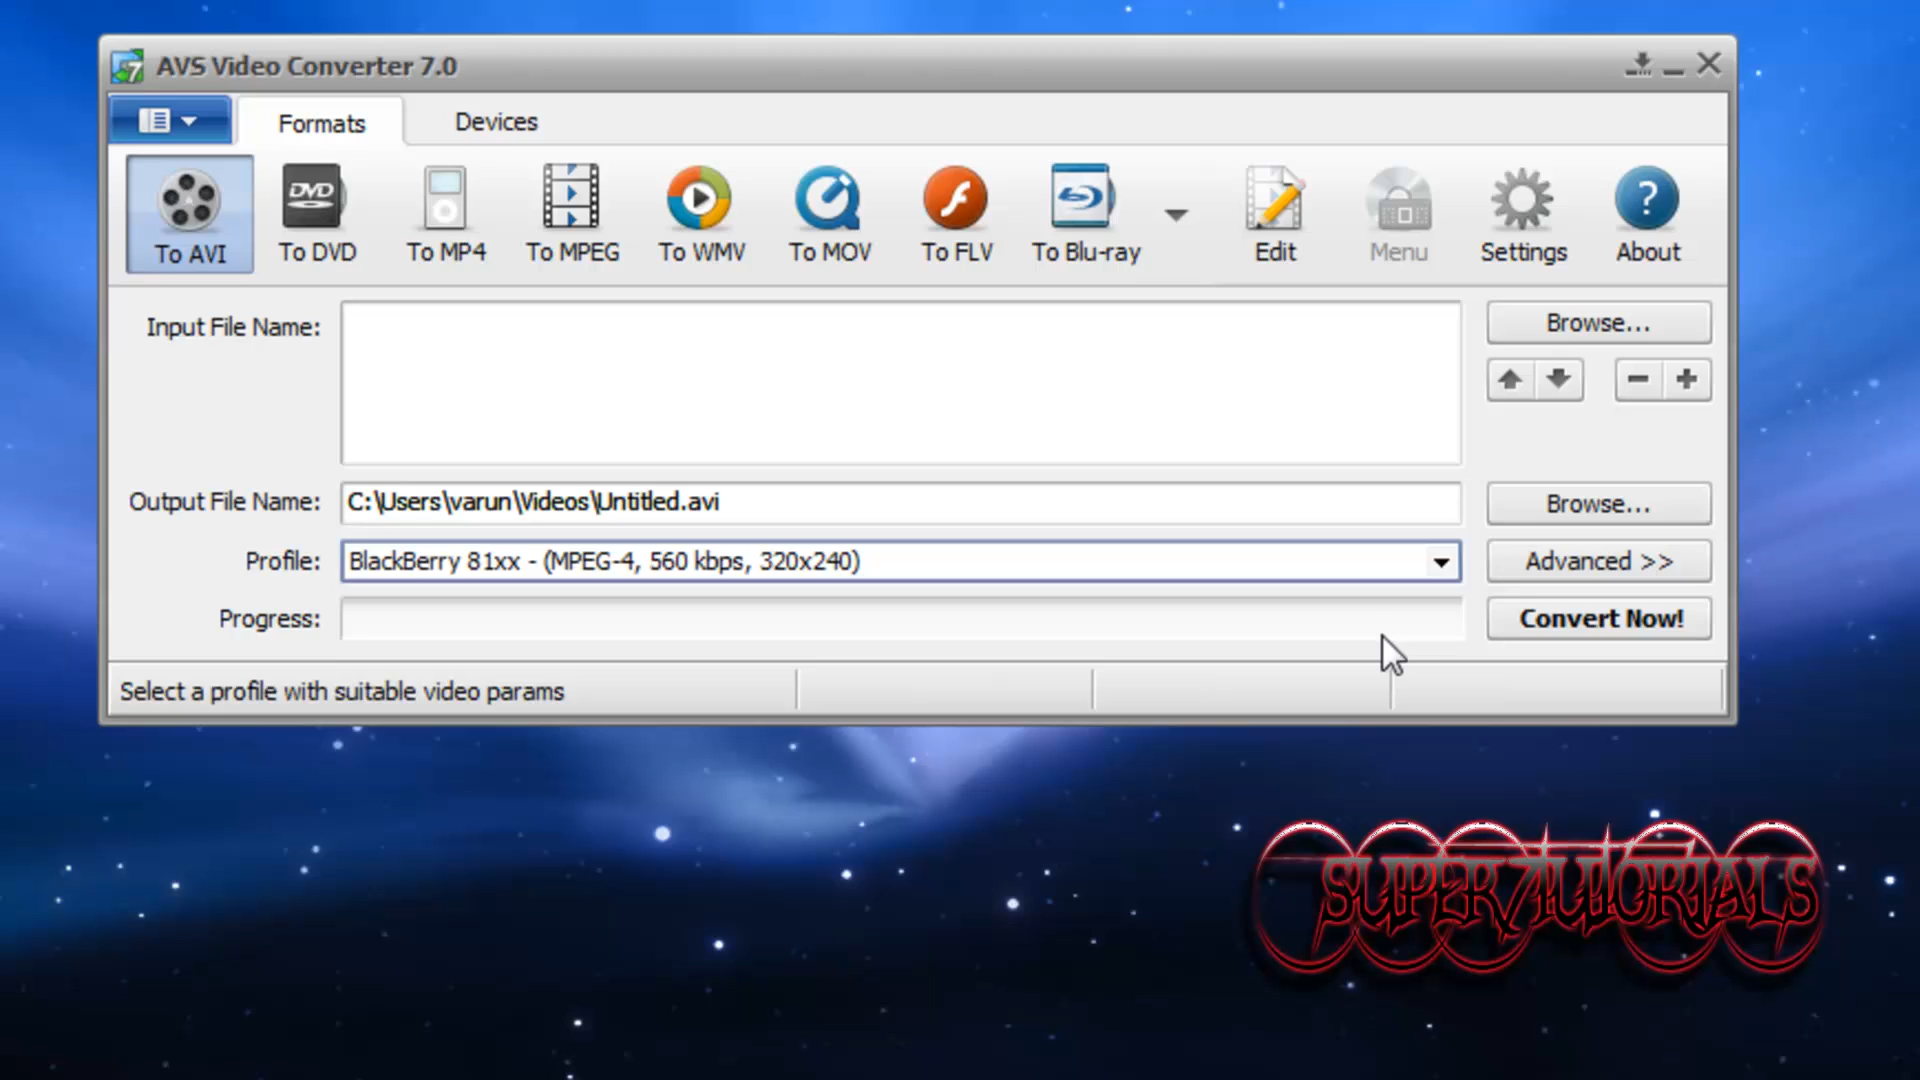 AVS Video Converter 7.0
Formats Devices
To AVI To DVD To MP4 To MPEG To WMV To MOV To FLV To Blu-ray Edit Menu Settings About
Input File Name: Browse...
Output File Name: C:\Users\varun\Videos\Untitled.avi Browse...
Profile: BlackBerry 81xx - (MPEG-4, 560 kbps, 320x240) Advanced >>
Progress: Convert Now!
Select a profile with suitable video params
SUPERTUTORIALS